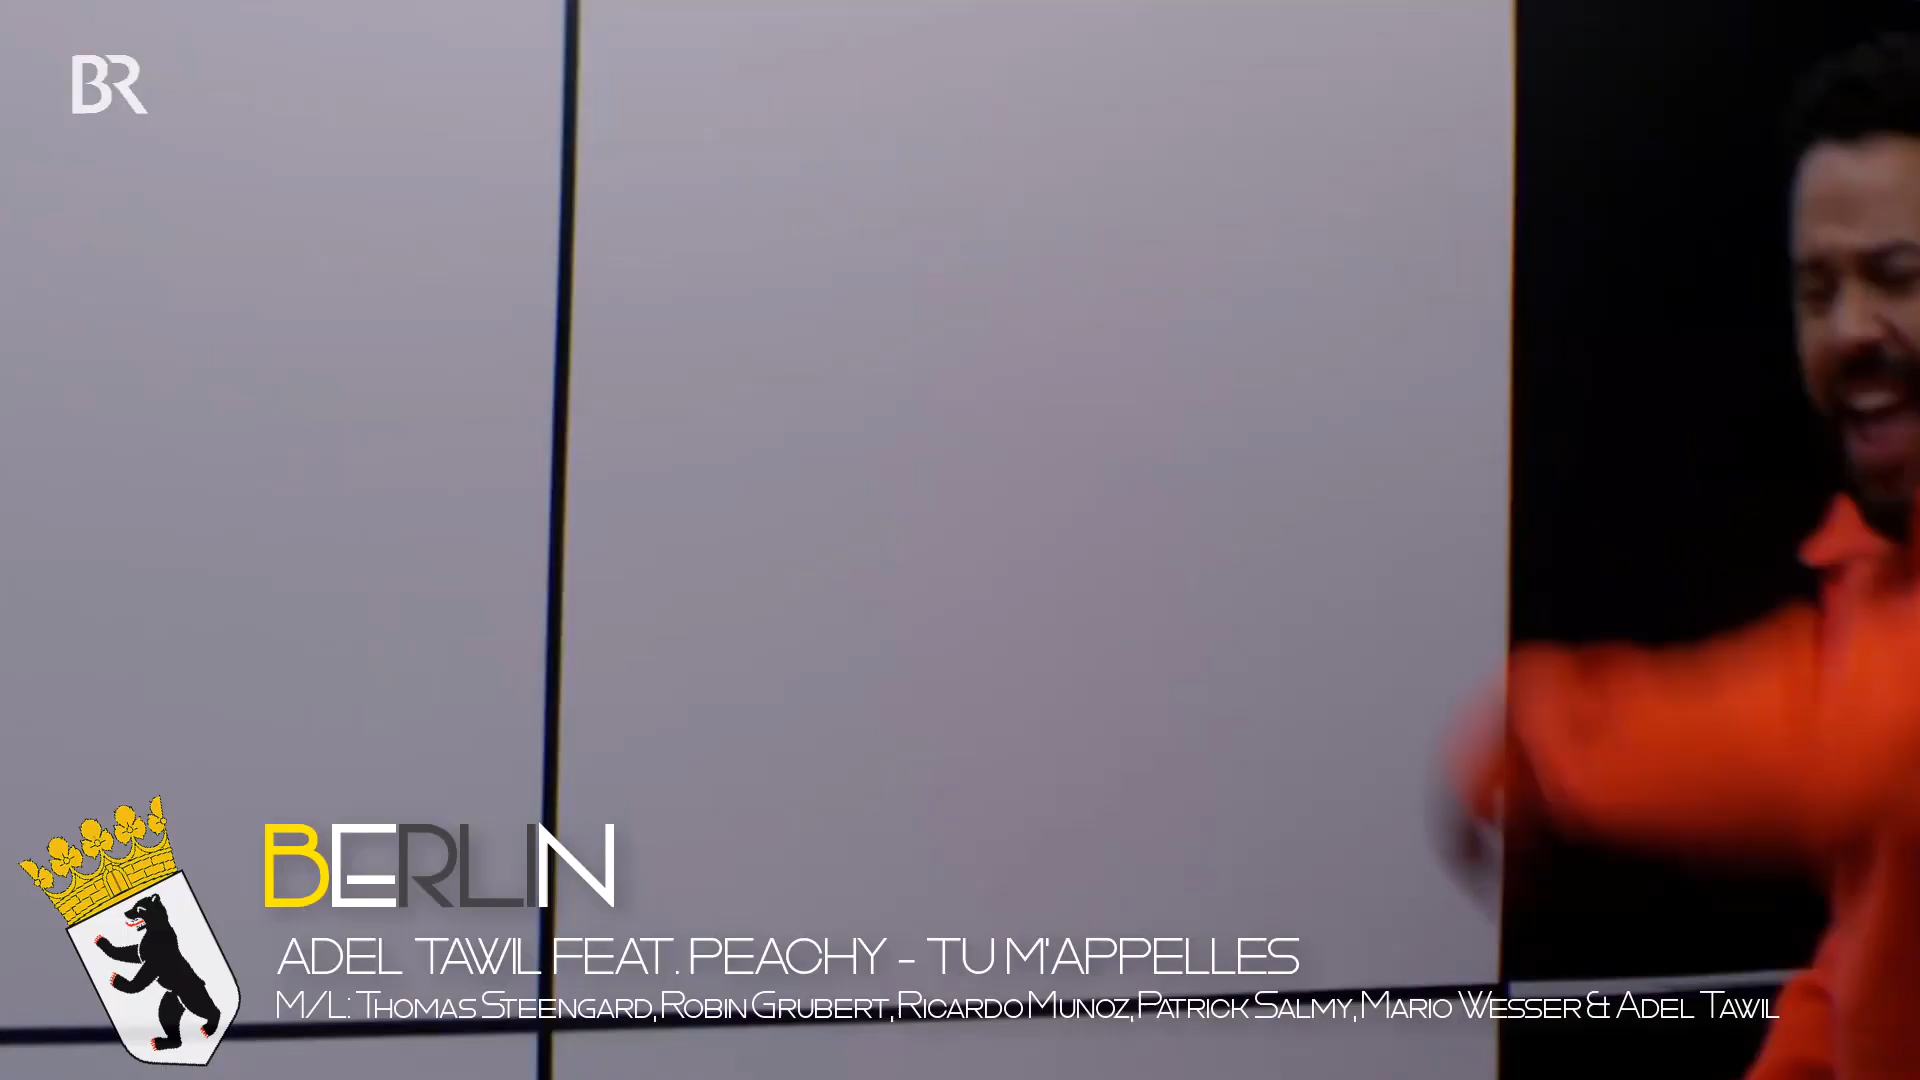 BR
BERLIN
ADEL TAWIL FEAT. PEACHY - TU M'APPELLES
M/L: THOMAS STEENGARD, ROBIN GRUBERT, RICARDO MUNOZ, PATRICK SALMY, MARIO WESSER & ADEL TAWIL